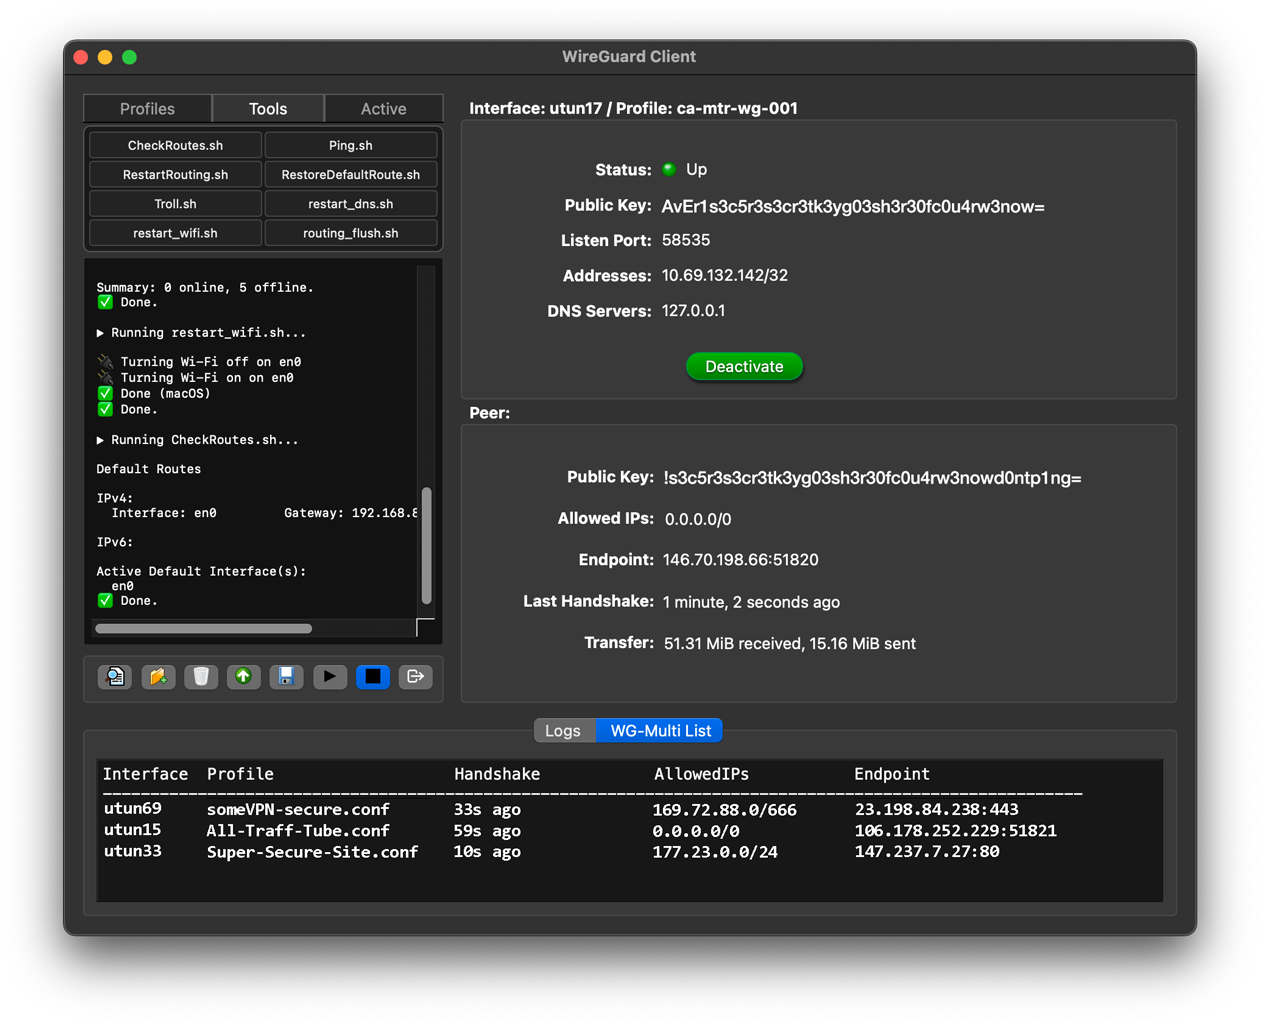 WireGuard Client
Profiles Tools Active
CheckRoutes.sh Ping.sh
RestartRouting.sh RestoreDefaultRoute.sh
Troll.sh restart_dns.sh
restart_wifi.sh routing_flush.sh
Summary: 0 online, 5 offline.
✅ Done.
▶ Running restart_wifi.sh...
🔌 Turning Wi-Fi off on en0
🔌 Turning Wi-Fi on on en0
✅ Done (macOS)
✅ Done.
▶ Running CheckRoutes.sh...
Default Routes
IPv4:
Interface: en0 Gateway: 192.168.8
IPv6:
Active Default Interface(s):
en0
✅ Done.
Interface: utun17 / Profile: ca-mtr-wg-001
Status: Up
Public Key: AvEr1s3c5r3s3cr3tk3yg03sh3r30fc0u4rw3now=
Listen Port: 58535
Addresses: 10.69.132.142/32
DNS Servers: 127.0.0.1
Deactivate
Peer:
Public Key: !s3c5r3s3cr3tk3yg03sh3r30fc0u4rw3nowd0ntp1ng=
Allowed IPs: 0.0.0.0/0
Endpoint: 146.70.198.66:51820
Last Handshake: 1 minute, 2 seconds ago
Transfer: 51.31 MiB received, 15.16 MiB sent
Logs WG-Multi List
Interface Profile Handshake AllowedIPs Endpoint
utun69 someVPN-secure.conf 33s ago 169.72.88.0/666 23.198.84.238:443
utun15 All-Traff-Tube.conf 59s ago 0.0.0.0/0 106.178.252.229:51821
utun33 Super-Secure-Site.conf 10s ago 177.23.0.0/24 147.237.7.27:80